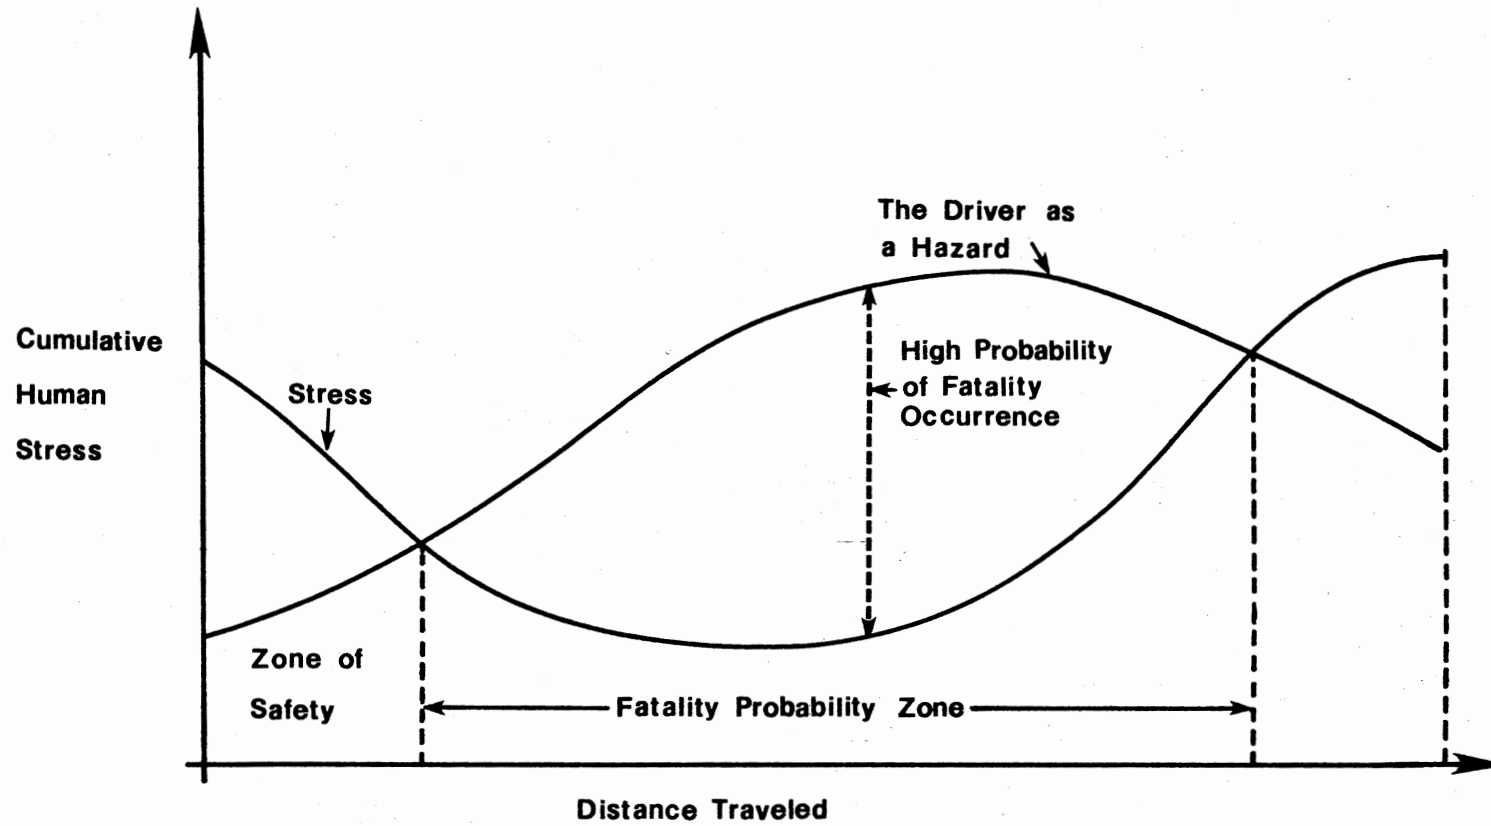 The Driver as
a Hazard
Cumulative
Human
Stress
Stress
High Probability
of Fatality
Occurrence
Zone of
Safety
Fatality Probability Zone
Distance Traveled